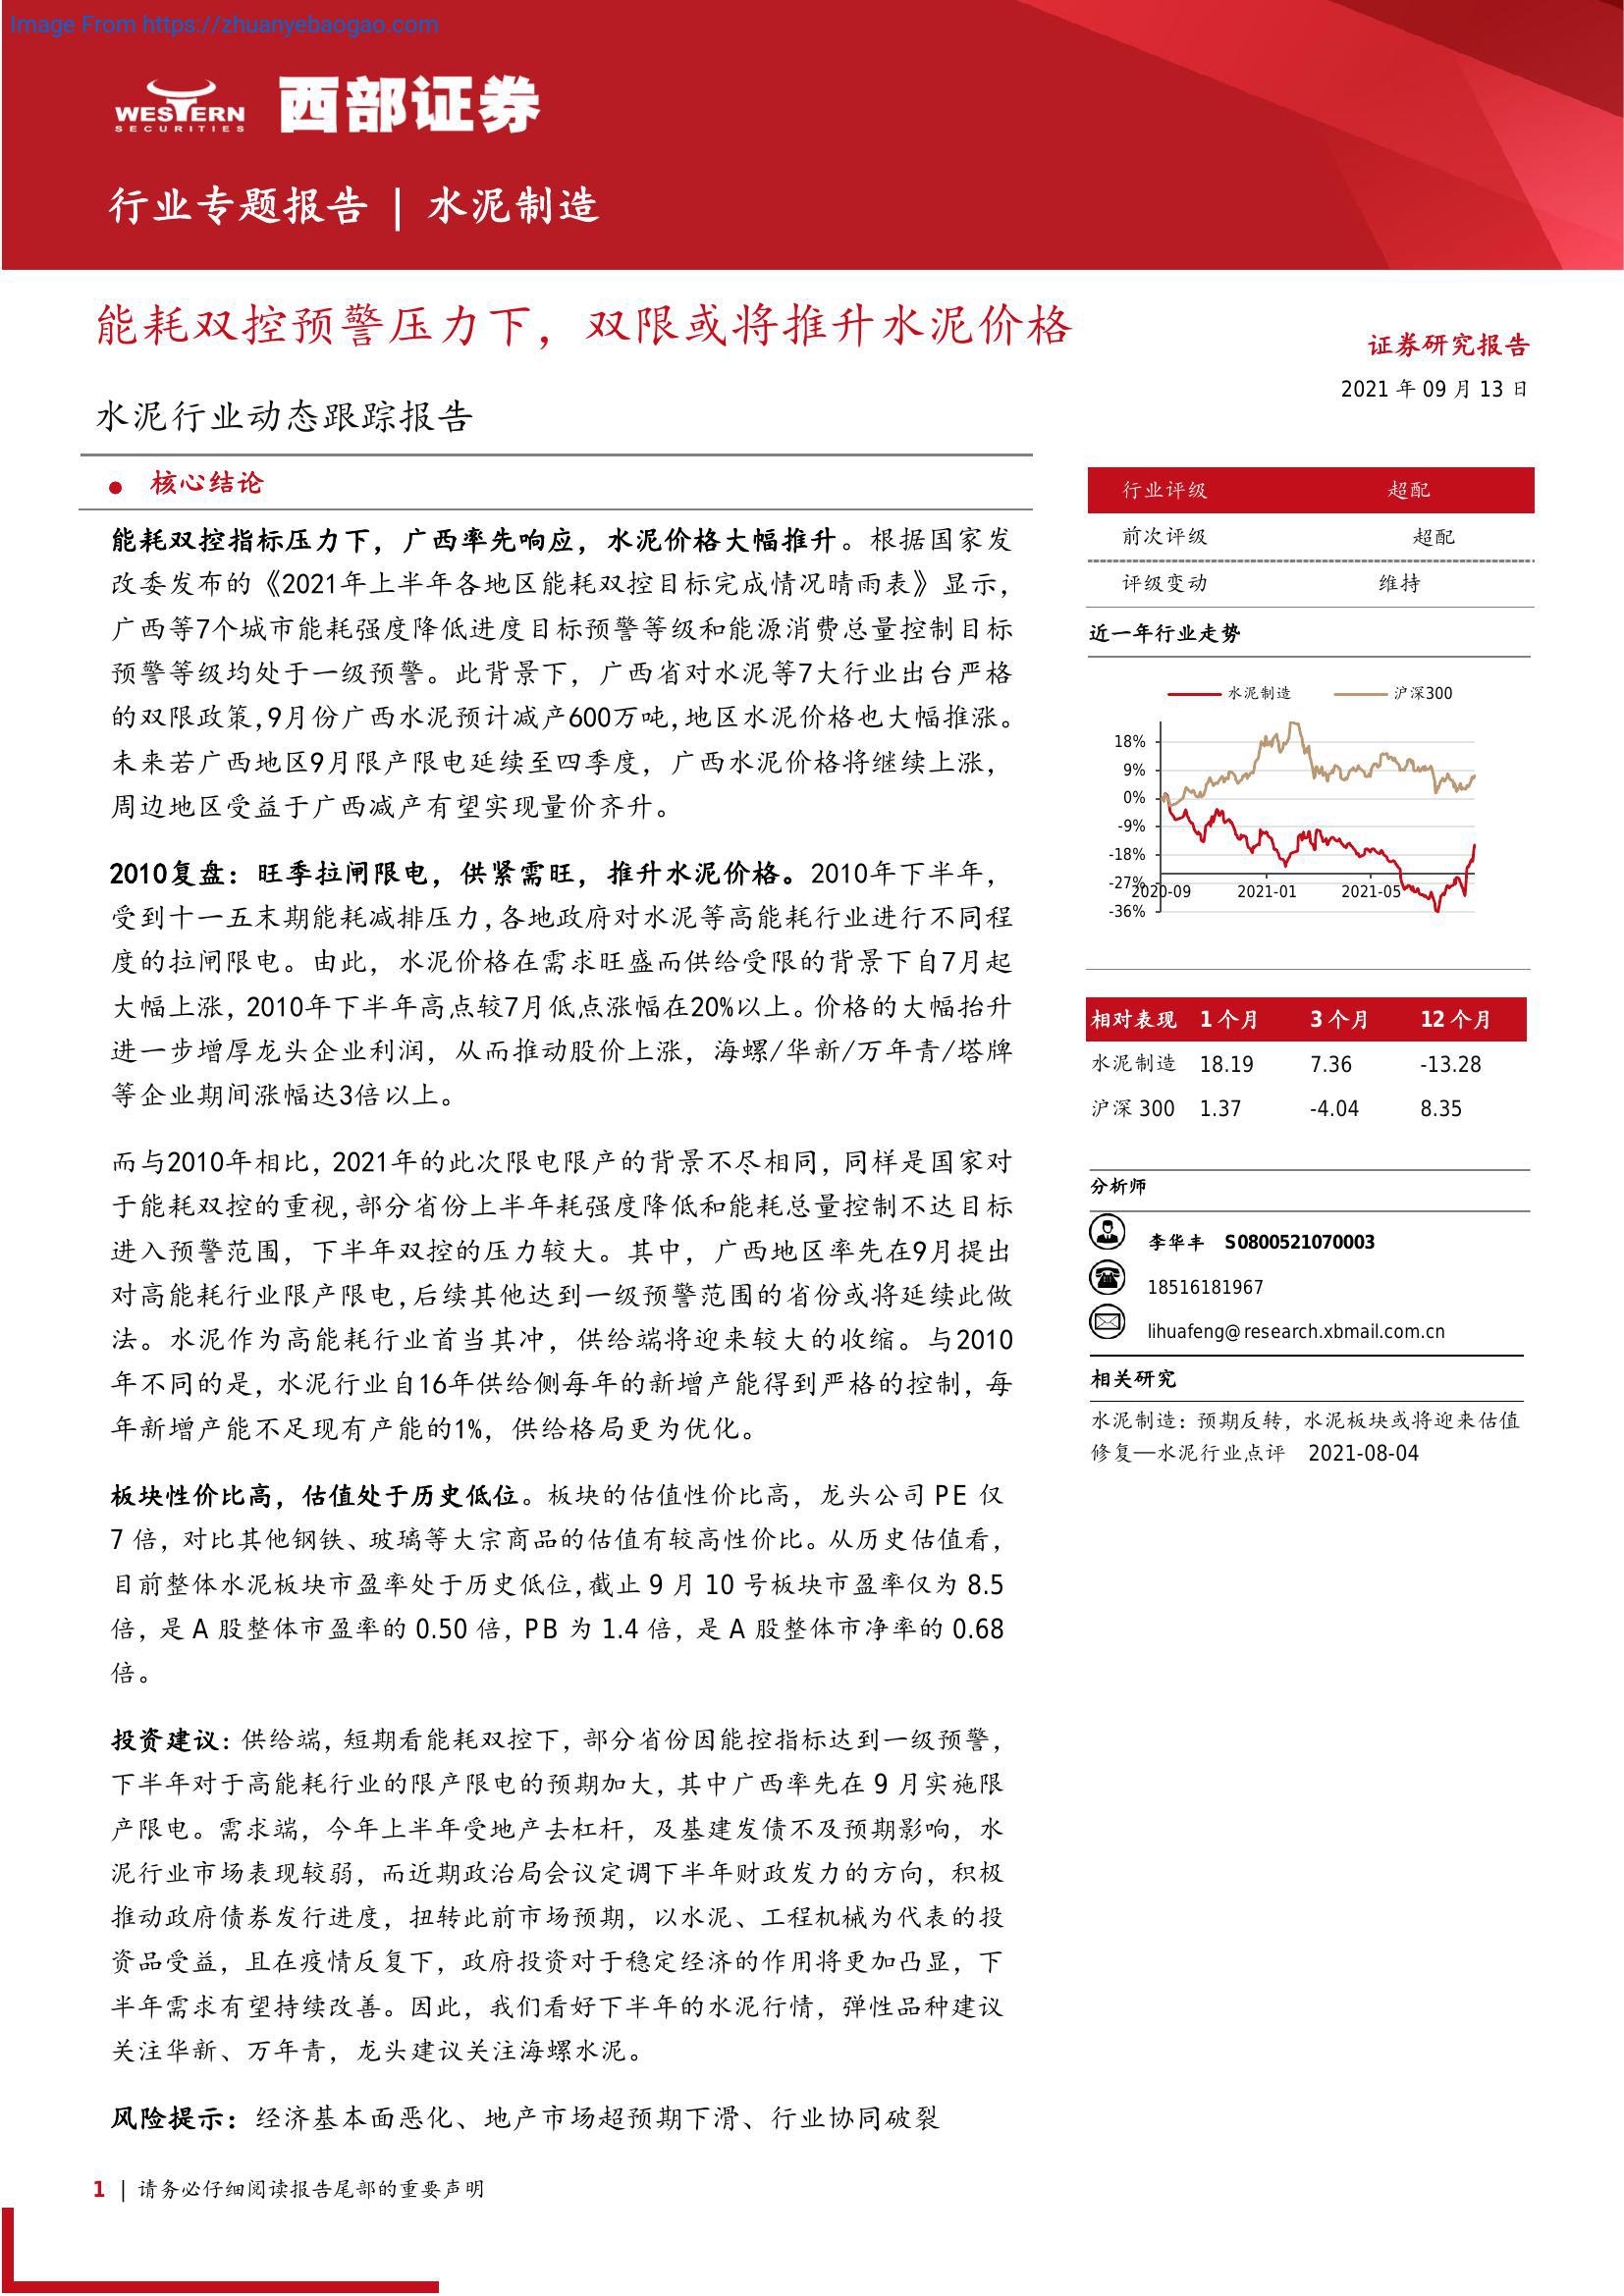 Image From https://zhuanyebaogao.com
WESTERN
SECURITIES
西部证券
行业专题报告 | 水泥制造
能耗双控预警压力下，双限或将推升水泥价格
水泥行业动态跟踪报告
证券研究报告
2021 年 09 月 13 日
● 核心结论
能耗双控指标压力下，广西率先响应，水泥价格大幅推升。根据国家发
改委发布的《2021年上半年各地区能耗双控目标完成情况晴雨表》显示，
广西等7个城市能耗强度降低进度目标预警等级和能源消费总量控制目标
预警等级均处于一级预警。此背景下，广西省对水泥等7大行业出台严格
的双限政策,9月份广西水泥预计减产600万吨,地区水泥价格也大幅推涨。
未来若广西地区9月限产限电延续至四季度，广西水泥价格将继续上涨，
周边地区受益于广西减产有望实现量价齐升。
2010复盘：旺季拉闸限电，供紧需旺，推升水泥价格。2010年下半年，
受到十一五末期能耗减排压力,各地政府对水泥等高能耗行业进行不同程
度的拉闸限电。由此，水泥价格在需求旺盛而供给受限的背景下自7月起
大幅上涨，2010年下半年高点较7月低点涨幅在20%以上。价格的大幅抬升
进一步增厚龙头企业利润，从而推动股价上涨，海螺/华新/万年青/塔牌
等企业期间涨幅达3倍以上。
而与2010年相比，2021年的此次限电限产的背景不尽相同，同样是国家对
于能耗双控的重视,部分省份上半年耗强度降低和能耗总量控制不达目标
进入预警范围，下半年双控的压力较大。其中，广西地区率先在9月提出
对高能耗行业限产限电,后续其他达到一级预警范围的省份或将延续此做
法。水泥作为高能耗行业首当其冲，供给端将迎来较大的收缩。与2010
年不同的是，水泥行业自16年供给侧每年的新增产能得到严格的控制，每
年新增产能不足现有产能的1%，供给格局更为优化。
板块性价比高，估值处于历史低位。板块的估值性价比高，龙头公司 PE 仅
7 倍，对比其他钢铁、玻璃等大宗商品的估值有较高性价比。从历史估值看，
目前整体水泥板块市盈率处于历史低位,截止 9 月 10 号板块市盈率仅为 8.5
倍，是 A 股整体市盈率的 0.50 倍，PB 为 1.4 倍，是 A 股整体市净率的 0.68
倍。
投资建议：供给端，短期看能耗双控下，部分省份因能控指标达到一级预警，
下半年对于高能耗行业的限产限电的预期加大，其中广西率先在 9 月实施限
产限电。需求端，今年上半年受地产去杠杆，及基建发债不及预期影响，水
泥行业市场表现较弱，而近期政治局会议定调下半年财政发力的方向，积极
推动政府债券发行进度，扭转此前市场预期，以水泥、工程机械为代表的投
资品受益，且在疫情反复下，政府投资对于稳定经济的作用将更加凸显，下
半年需求有望持续改善。因此，我们看好下半年的水泥行情，弹性品种建议
关注华新、万年青，龙头建议关注海螺水泥。
风险提示：经济基本面恶化、地产市场超预期下滑、行业协同破裂
行业评级 超配
前次评级 超配
评级变动 维持
近一年行业走势
水泥制造 沪深300
18%
9%
0%
-9%
-18%
-27%
-36%
2020-09 2021-01 2021-05
相对表现 1 个月 3 个月 12 个月
水泥制造 18.19 7.36 -13.28
沪深 300 1.37 -4.04 8.35
分析师
李华丰 S0800521070003
18516181967
lihuafeng@research.xbmail.com.cn
相关研究
水泥制造：预期反转，水泥板块或将迎来估值
修复—水泥行业点评 2021-08-04
1 | 请务必仔细阅读报告尾部的重要声明